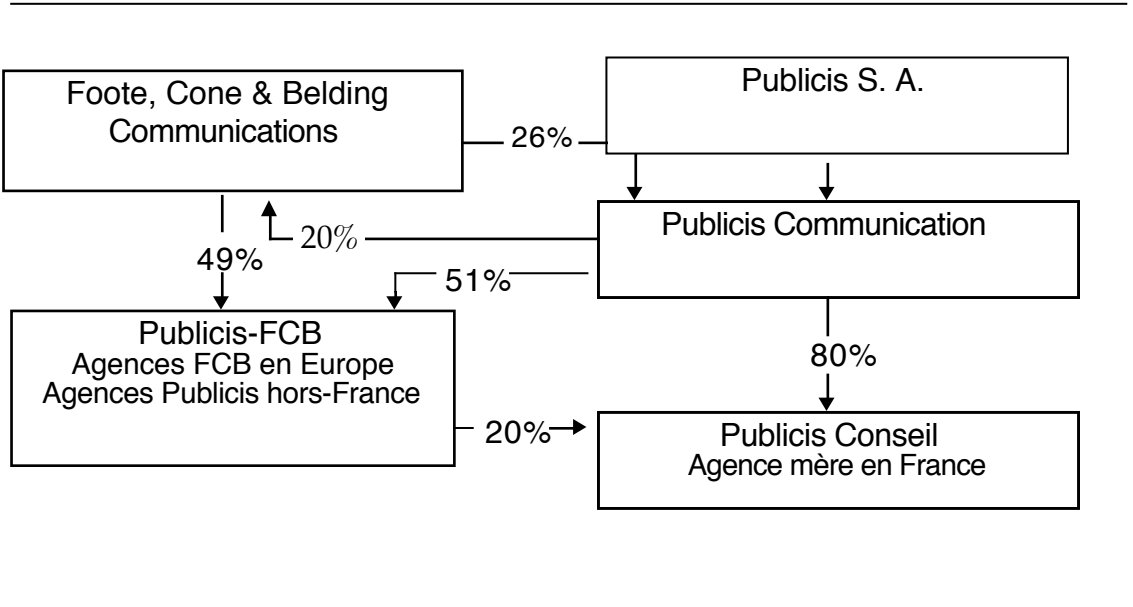 Foote, Cone & Belding
Communications
Publicis S. A.
26%
Publicis Communication
20%
49%
51%
Publicis-FCB
Agences FCB en Europe
Agences Publicis hors-France
80%
20%
Publicis Conseil
Agence mère en France